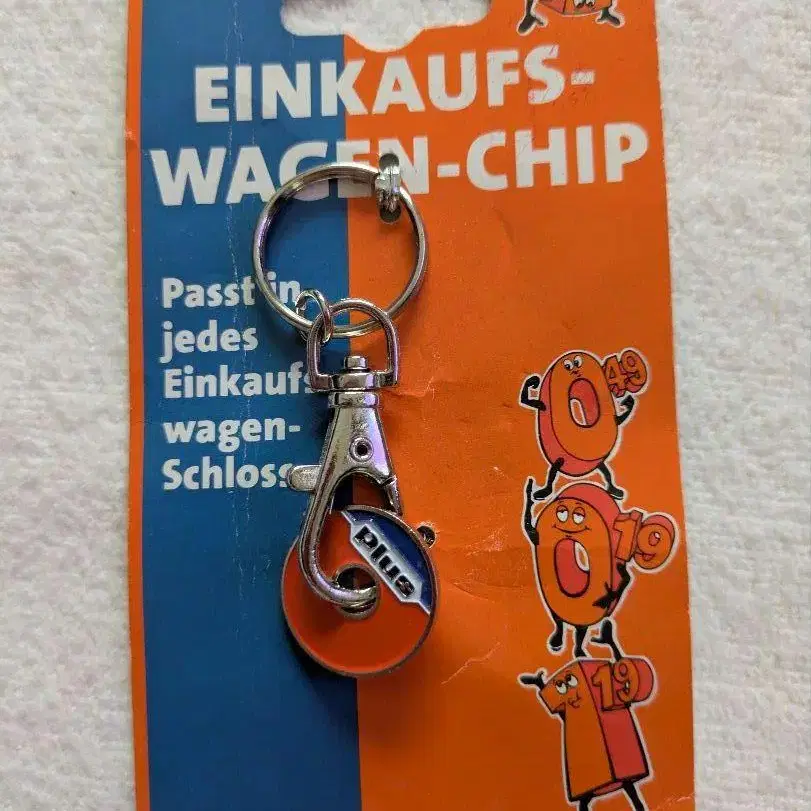 EINKAUFS-
WAGEN-CHIP
Passt in
jedes
Einkaufs
wagen-
Schloss
Plus
0 49
0 19
1 19